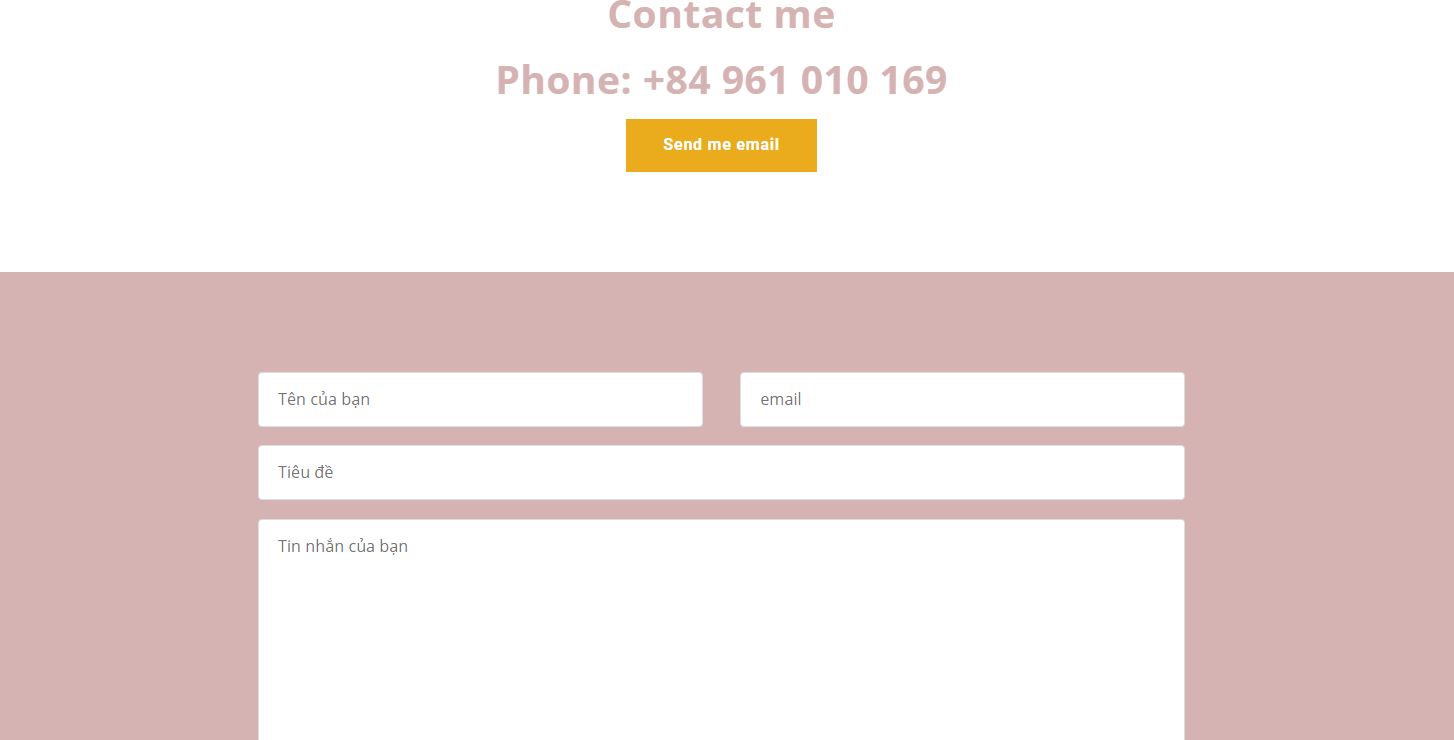 Contact me
Phone: +84 961 010 169
Send me email
Tên của bạn
email
Tiêu đề
Tin nhắn của bạn